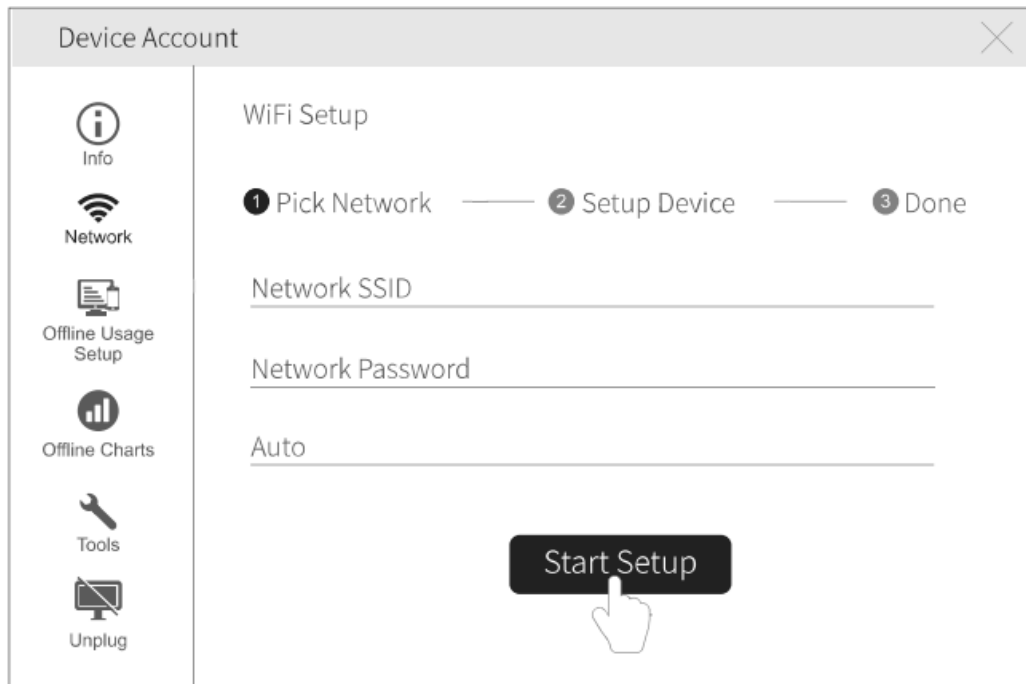 Device Account
Info
Network
Offline Usage
Setup
Offline Charts
Tools
Unplug
WiFi Setup
1 Pick Network
2 Setup Device
3 Done
Network SSID
Network Password
Auto
Start Setup